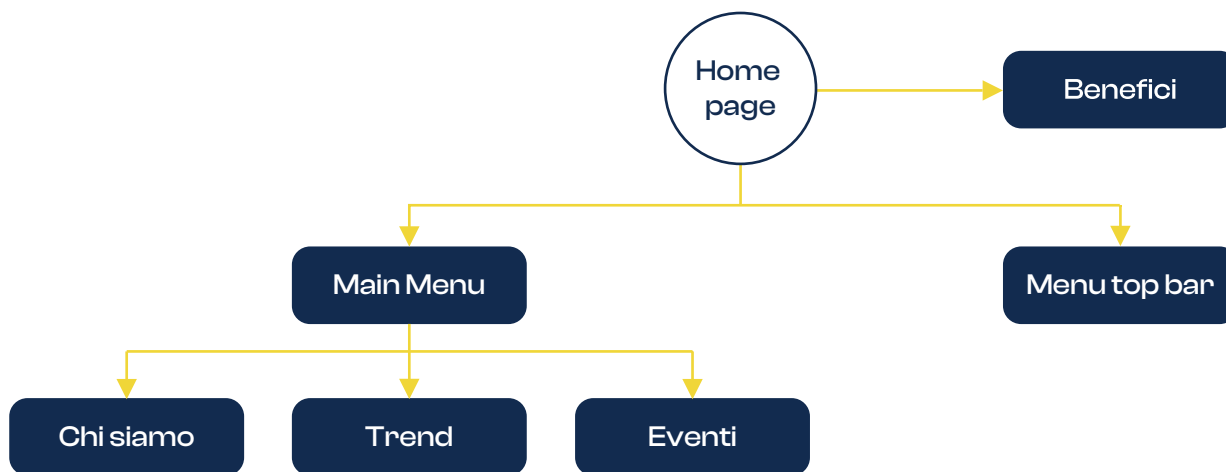 Home
page
Benefici
Main Menu
Menu top bar
Chi siamo
Trend
Eventi